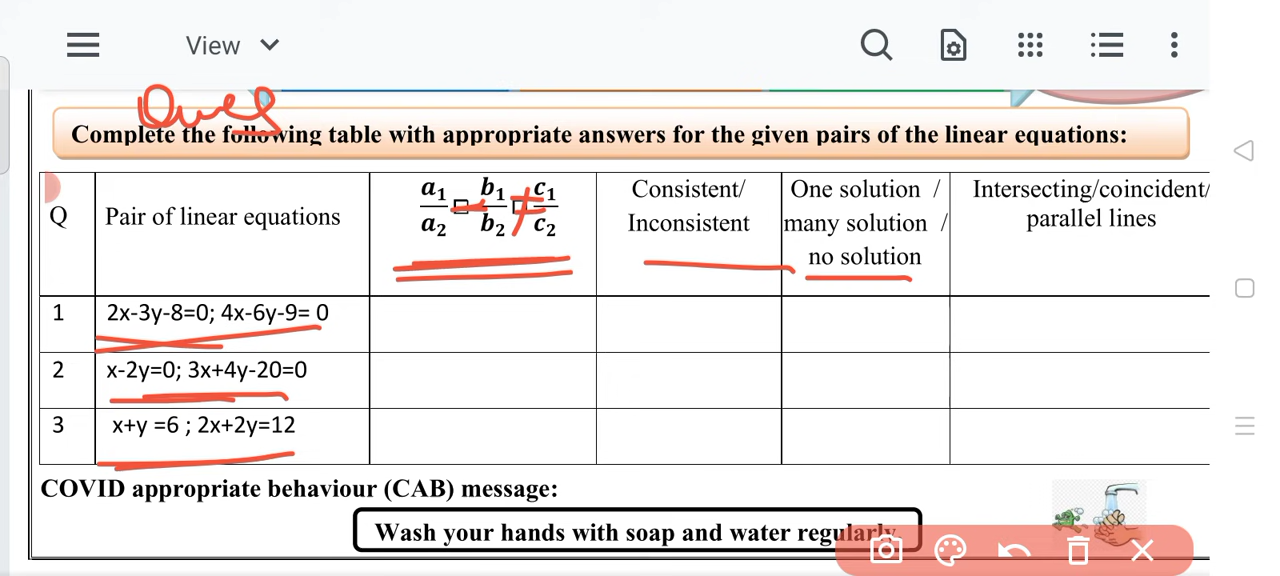 View
Ques
Complete the following table with appropriate answers for the given pairs of the linear equations:
Q
Pair of linear equations
a₁/a₂ □ b₁/b₂ □ c₁/c₂
= ≠
Consistent/
Inconsistent
One solution /
many solution /
no solution
Intersecting/coincident/
parallel lines
1
2x-3y-8=0; 4x-6y-9= 0
2
x-2y=0; 3x+4y-20=0
3
x+y =6 ; 2x+2y=12
COVID appropriate behaviour (CAB) message:
Wash your hands with soap and water regularly.